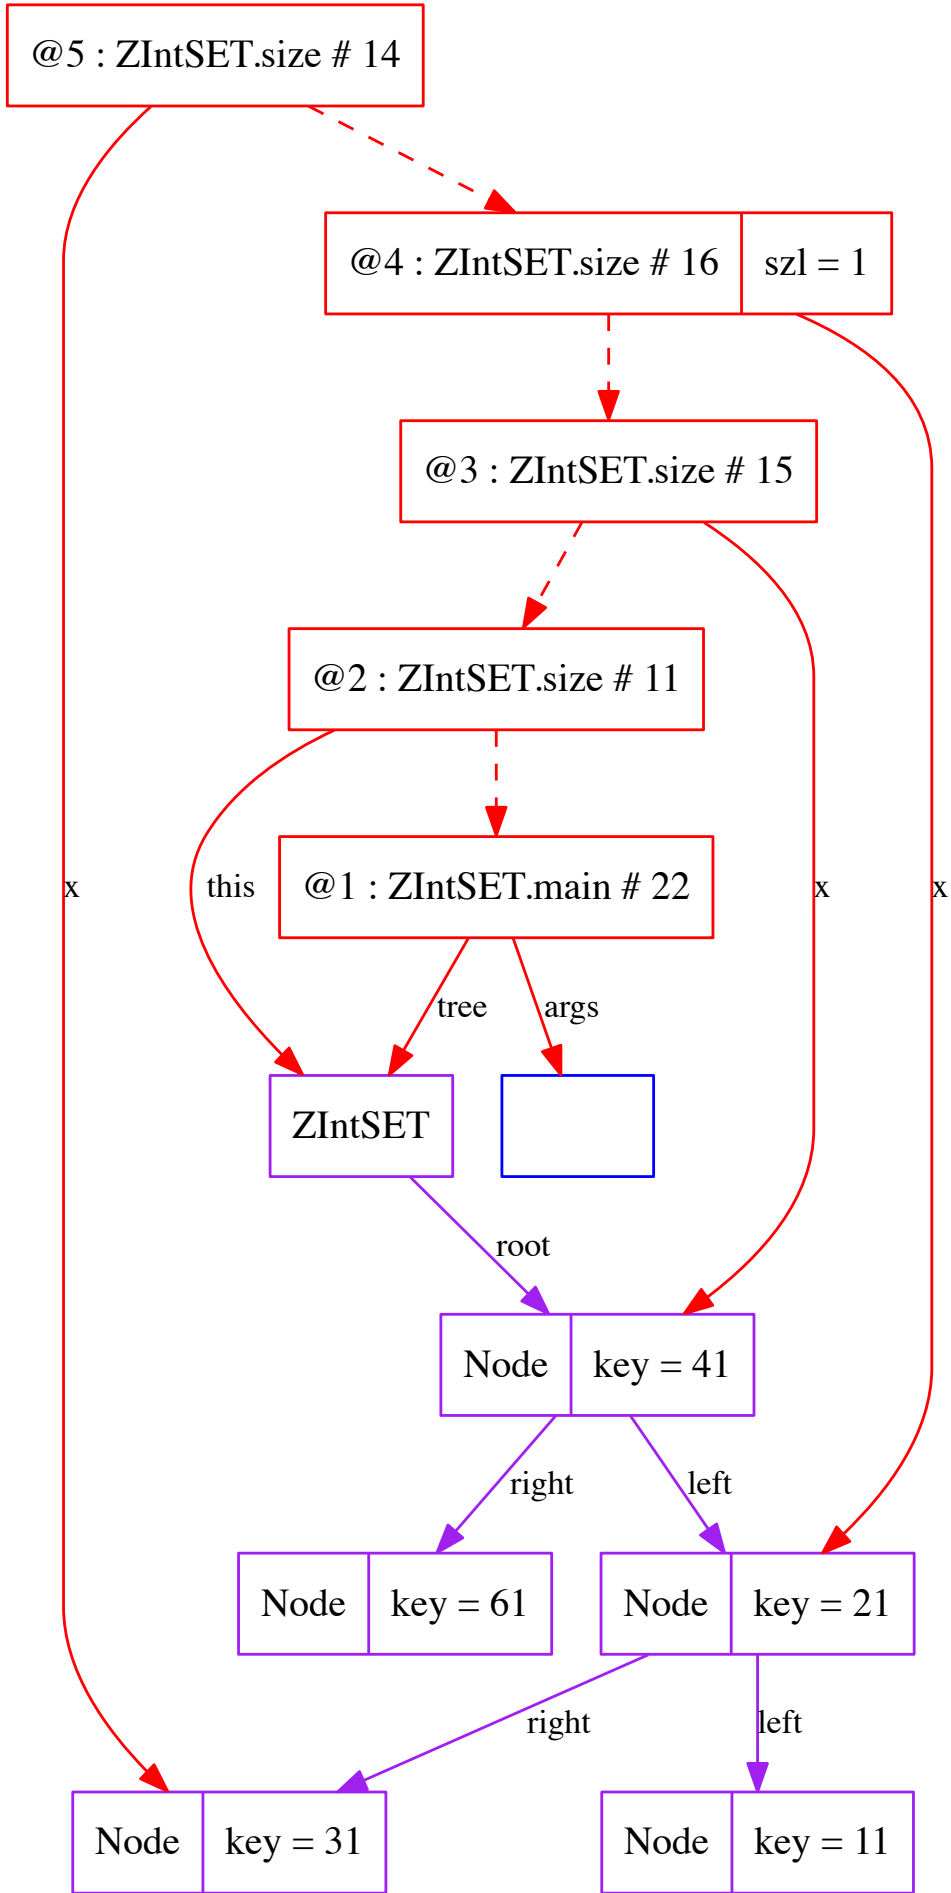 @5 : ZIntSET.size # 14
@4 : ZIntSET.size # 16 szl = 1
@3 : ZIntSET.size # 15
@2 : ZIntSET.size # 11
x this @1 : ZIntSET.main # 22 x x
tree args
ZIntSET
root
Node key = 41
right left
Node key = 61 Node key = 21
right left
Node key = 31 Node key = 11